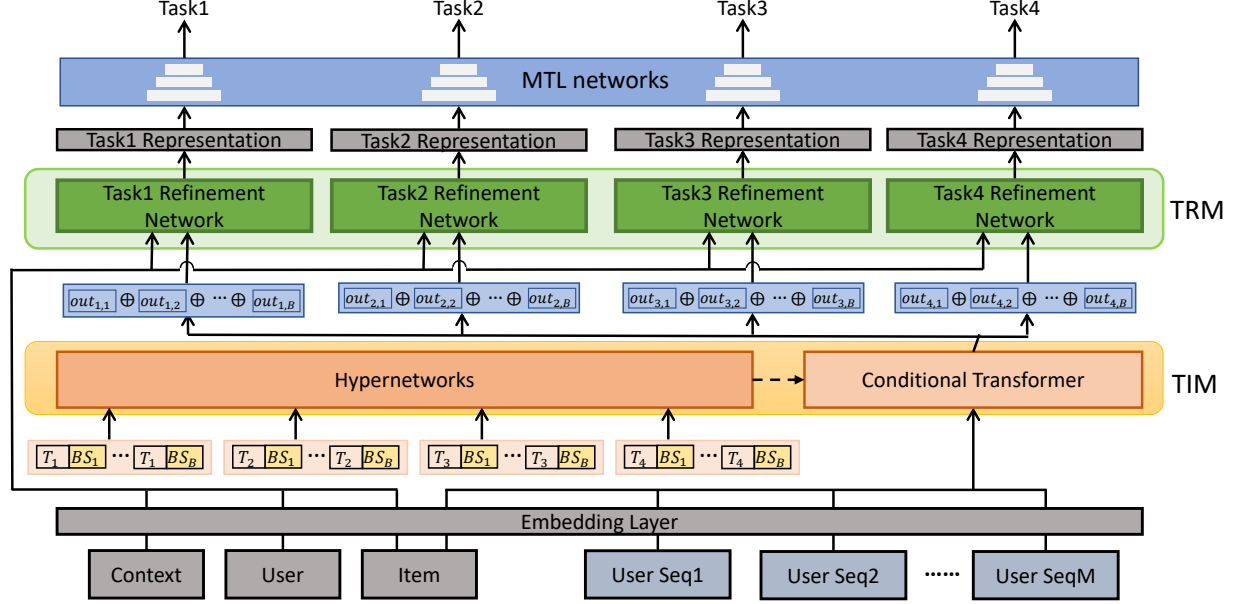 Task1 Task2 Task3 Task4
MTL networks
Task1 Representation Task2 Representation Task3 Representation Task4 Representation
Task1 Refinement Task2 Refinement Task3 Refinement Task4 Refinement
Network Network Network Network
TRM
out1,1 ⊕ out1,2 ⊕ ⋯ ⊕ out1,B out2,1 ⊕ out2,2 ⊕ ⋯ ⊕ out2,B out3,1 ⊕ out3,2 ⊕ ⋯ ⊕ out3,B out4,1 ⊕ out4,2 ⊕ ⋯ ⊕ out4,B
Hypernetworks Conditional Transformer TIM
T1 BS1 ⋯ T1 BSB T2 BS1 ⋯ T2 BSB T3 BS1 ⋯ T3 BSB T4 BS1 ⋯ T4 BSB
Embedding Layer
Context User Item User Seq1 User Seq2 ⋯⋯ User SeqM